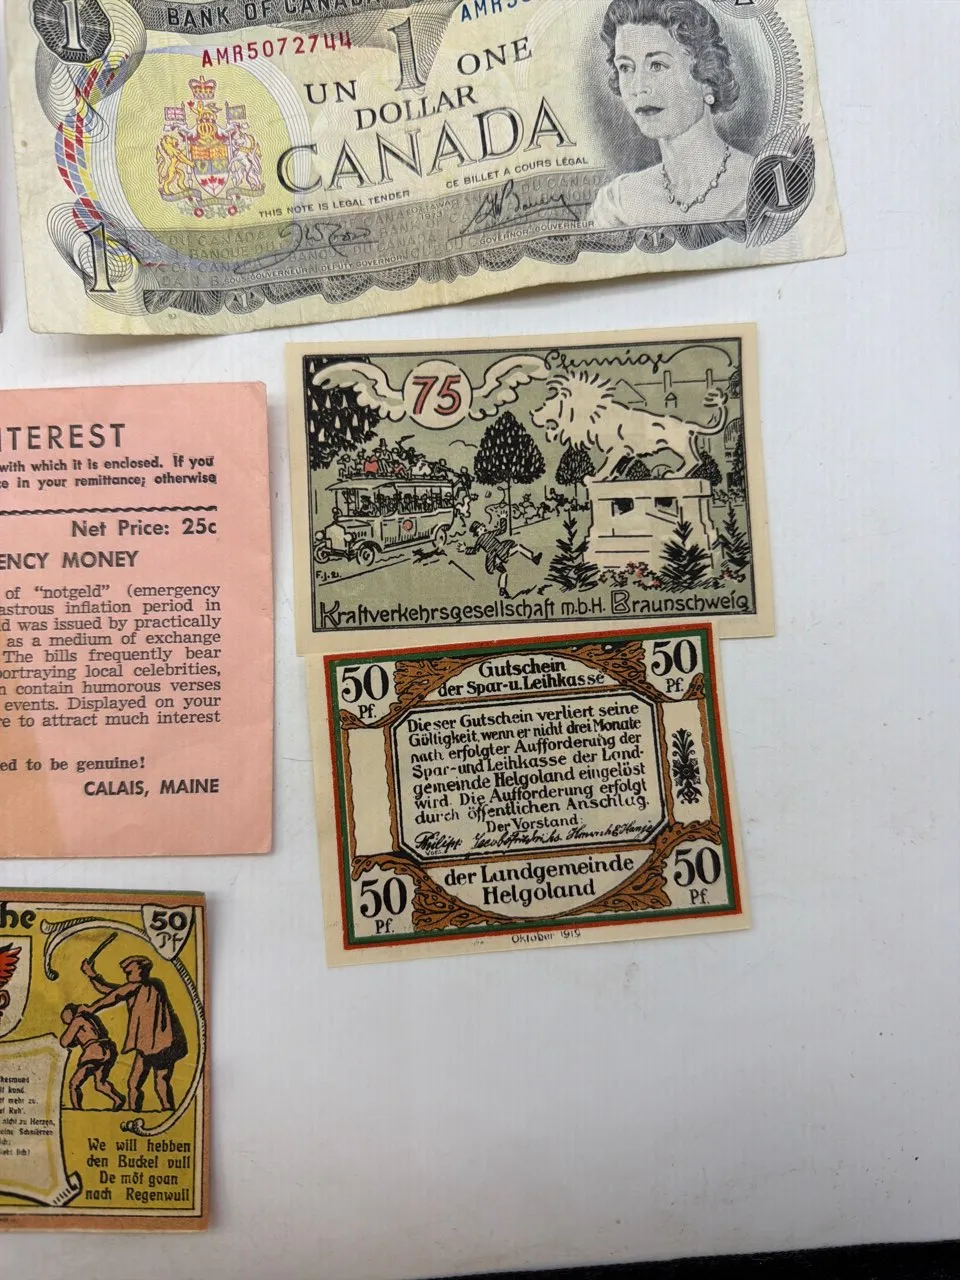 1
BANK OF CANADA
AMR5072744
1
UN
ONE
DOLLAR
CANADA
THIS NOTE IS LEGAL TENDER
CE BILLET A COURS LÉGAL
1
1
GOVERNOR GOUVERNEUR
75
Pfennige
F.J. 21.
Kraftverkehrsgesellschaft m.b.H. Braunschweig
with which it is enclosed. If you
in your remittance; otherwise
Net Price: 25c
MONEY
of "notgeld" (emergency
inflation period in
was issued by practically
as a medium of exchange
The bills frequently bear
portraying local celebrities,
contain humorous verses
events. Displayed on your
to attract much interest
to be genuine!
CALAIS, MAINE
50 Pf.
Gutschein
der Spar-u. Leihkasse
50 Pf.
Dieser Gutschein verliert seine
Gültigkeit, wenn er nicht drei Monate
nach erfolgter Aufforderung der
Spar-und Leihkasse der Land-
gemeinde Helgoland eingelöst
wird. Die Aufforderung erfolgt
durch öffentlichen Anschlag.
Der Vorstand:
50 Pf.
der Landgemeinde
Helgoland
50 Pf.
Oktober 1919
50
Pf
We will hebben
den Buckel vull
De möt goan
nach Regenwull